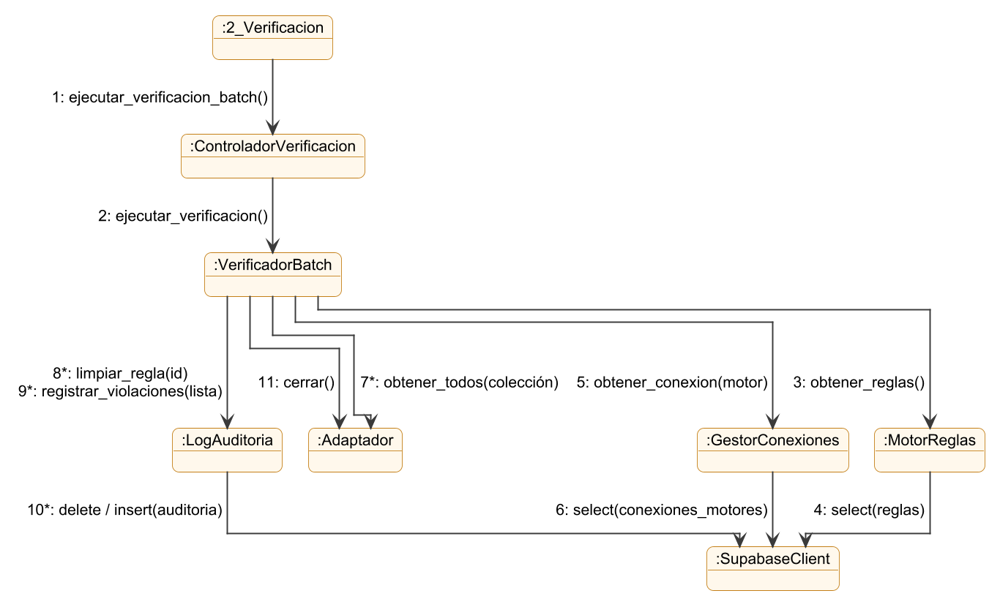 :2_Verificacion
1: ejecutar_verificacion_batch()
:ControladorVerificacion
2: ejecutar_verificacion()
:VerificadorBatch
8*: limpiar_regla(id)
9*: registrar_violaciones(lista)
11: cerrar()
7*: obtener_todos(colección)
5: obtener_conexion(motor)
3: obtener_reglas()
:LogAuditoria
:Adaptador
:GestorConexiones
:MotorReglas
10*: delete / insert(auditoria)
6: select(conexiones_motores)
4: select(reglas)
:SupabaseClient